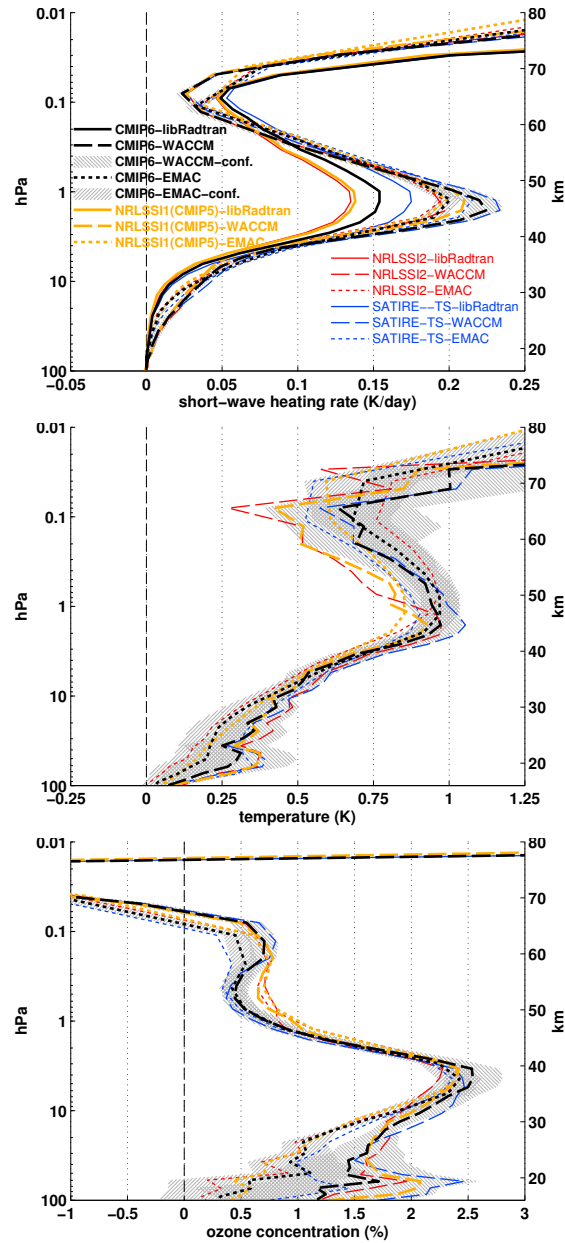 0.01
0.1
1
10
100
hPa
80
70
60
50
40
30
20
km
CMIP6−libRadtran
CMIP6−WACCM
CMIP6−WACCM−conf.
CMIP6−EMAC
CMIP6−EMAC−conf.
NRLSSI1(CMIP5)−libRadtran
NRLSSI1(CMIP5)−WACCM
NRLSSI1(CMIP5)−EMAC
NRLSSI2−libRadtran
NRLSSI2−WACCM
NRLSSI2−EMAC
SATIRE−−TS−libRadtran
SATIRE−TS−WACCM
SATIRE−TS−EMAC
−0.05 0 0.05 0.1 0.15 0.2 0.25
short−wave heating rate (K/day)
0.01
0.1
1
10
100
hPa
80
70
60
50
40
30
20
km
−0.25 0 0.25 0.5 0.75 1 1.25
temperature (K)
0.01
0.1
1
10
100
hPa
80
70
60
50
40
30
20
km
−1 −0.5 0 0.5 1 1.5 2 2.5 3
ozone concentration (%)